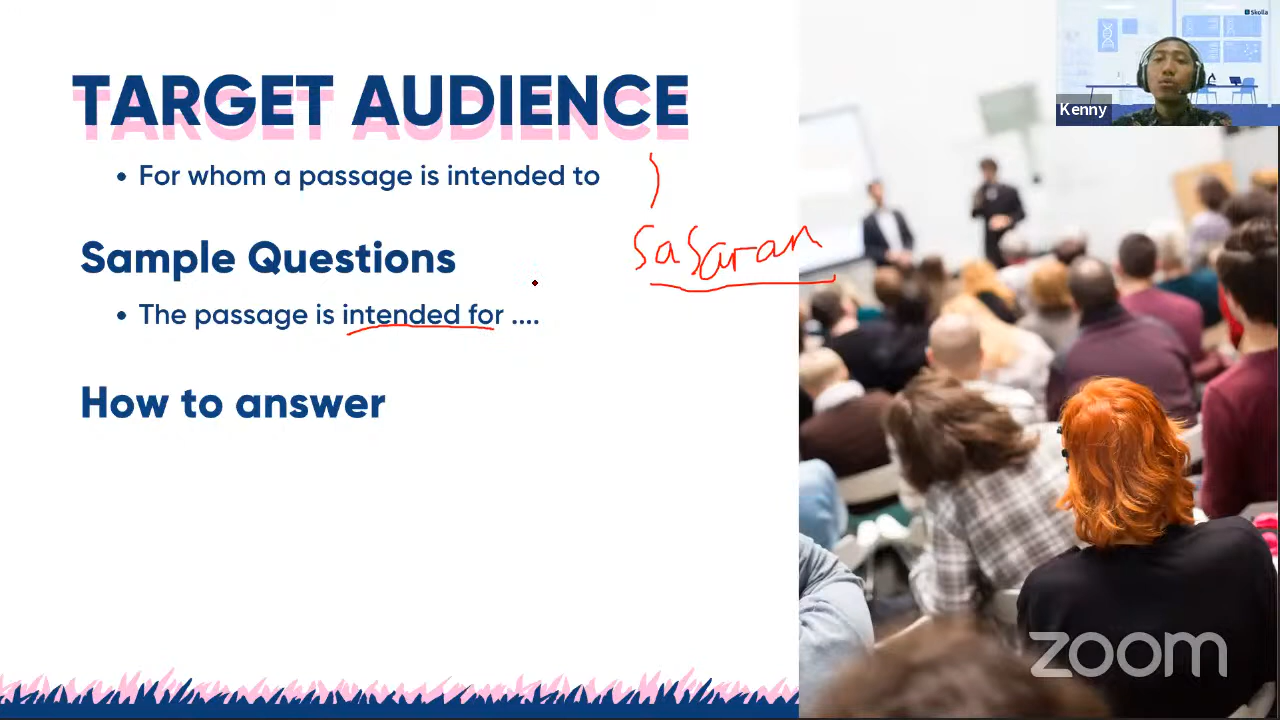 Skolla
Kenny
TARGET AUDIENCE
• For whom a passage is intended to
Sasaran
Sample Questions
• The passage is intended for ....
How to answer
zoom